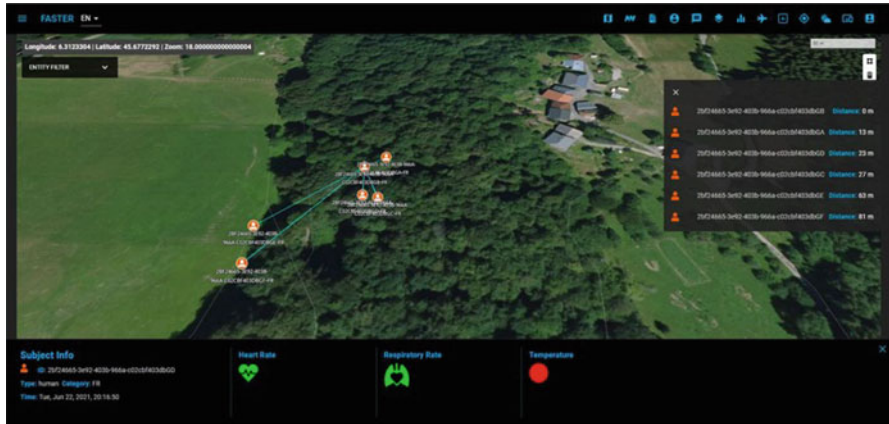 FASTER EN
Longitude: 6.3123304 | Latitude: 45.6772292 | Zoom: 18.000000000000004
ENTITY FILTER
2bf24665-3e92-403b-966a-c02cbf403dbGB Distance: 0 m
2bf24665-3e92-403b-966a-c02cbf403dbGA Distance: 13 m
2bf24665-3e92-403b-966a-c02cbf403dbGD Distance: 23 m
2bf24665-3e92-403b-966a-c02cbf403dbGC Distance: 27 m
2bf24665-3e92-403b-966a-c02cbf403dbGE Distance: 63 m
2bf24665-3e92-403b-966a-c02cbf403dbGF Distance: 81 m
Subject Info
ID: 2bf24665-3e92-403b-966a-c02cbf403dbGD
Type: human Category: FR
Time: Tue, Jun 22, 2021, 20:16:50
Heart Rate
Respiratory Rate
Temperature